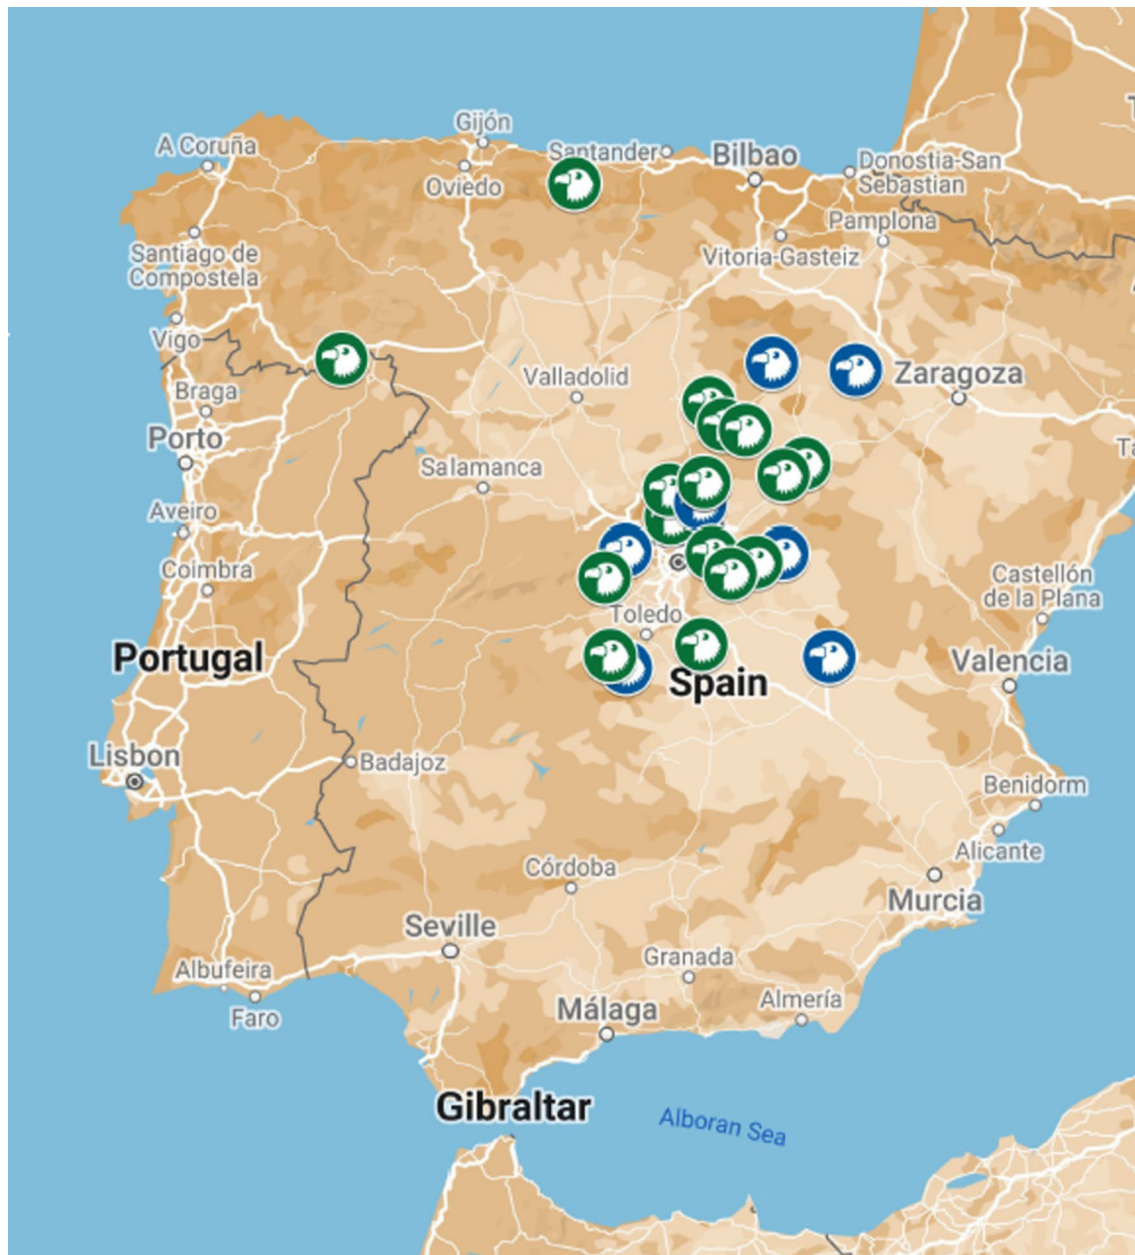 Gijón
A Coruña
Santander
Bilbao
Donostia-San
Sebastian
Oviedo
Pamplona
Santiago de
Compostela
Vitoria-Gasteiz
Vigo
Valladolid
Zaragoza
Braga
Porto
Salamanca
Aveiro
Coimbra
Castellón
de la Plana
Toledo
Portugal
Valencia
Spain
Lisbon
Badajoz
Benidorm
Alicante
Córdoba
Murcia
Seville
Granada
Albufeira
Almería
Málaga
Faro
Gibraltar
Alboran Sea